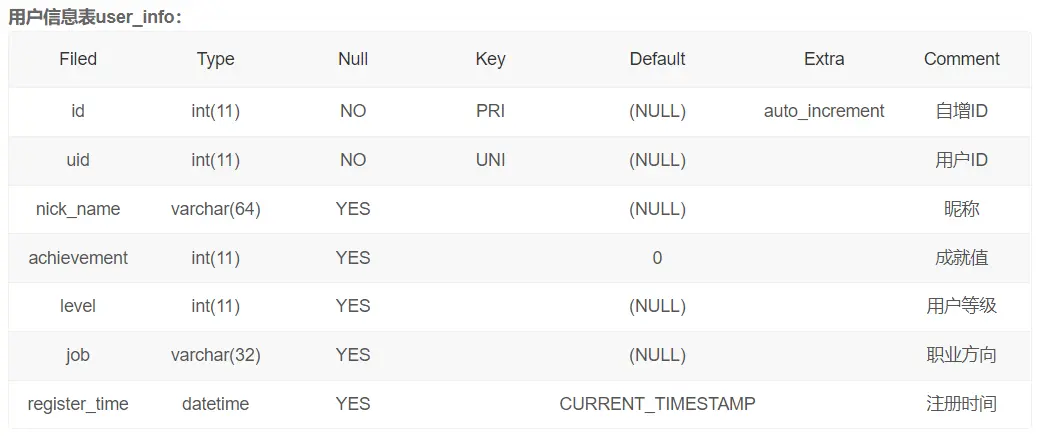 用户信息表user_info：
Filed Type Null Key Default Extra Comment
id int(11) NO PRI (NULL) auto_increment 自增ID
uid int(11) NO UNI (NULL) 用户ID
nick_name varchar(64) YES (NULL) 昵称
achievement int(11) YES 0 成就值
level int(11) YES (NULL) 用户等级
job varchar(32) YES (NULL) 职业方向
register_time datetime YES CURRENT_TIMESTAMP 注册时间